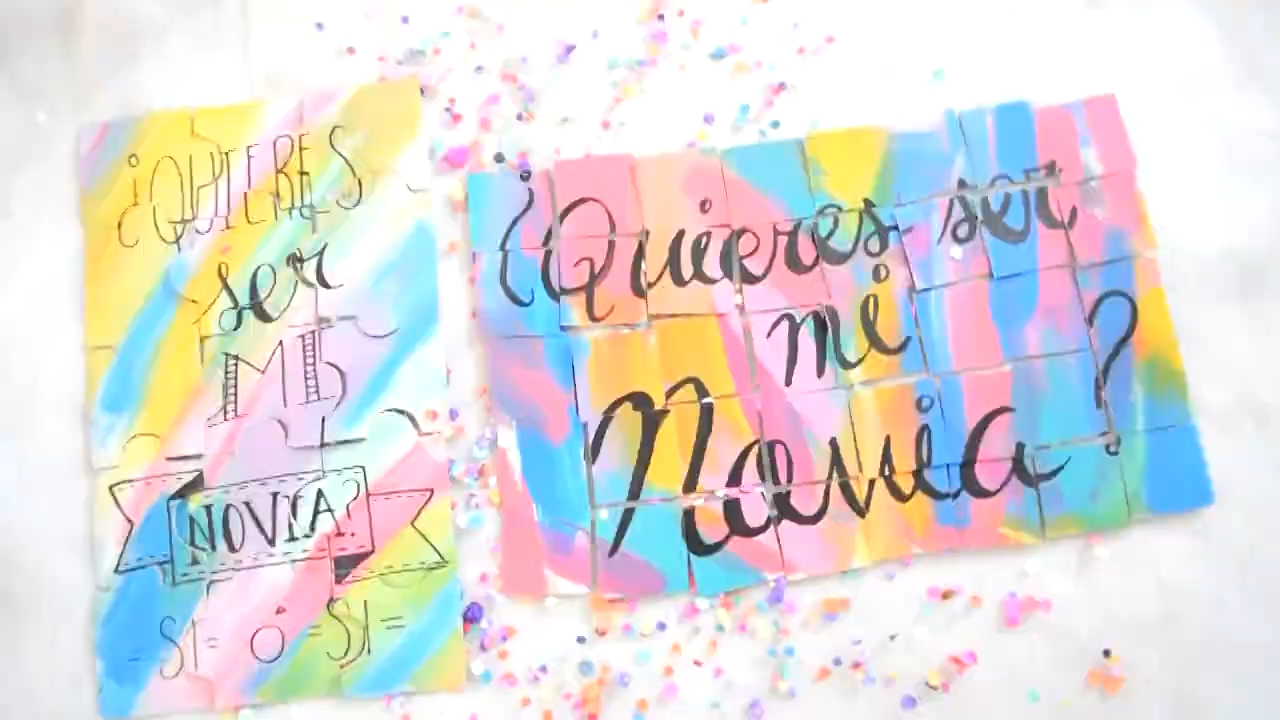 ¿QUIERES
ser
MI
NOVIA?
= SI = ó = SI =
¿Quieres ser
mi
Novia?